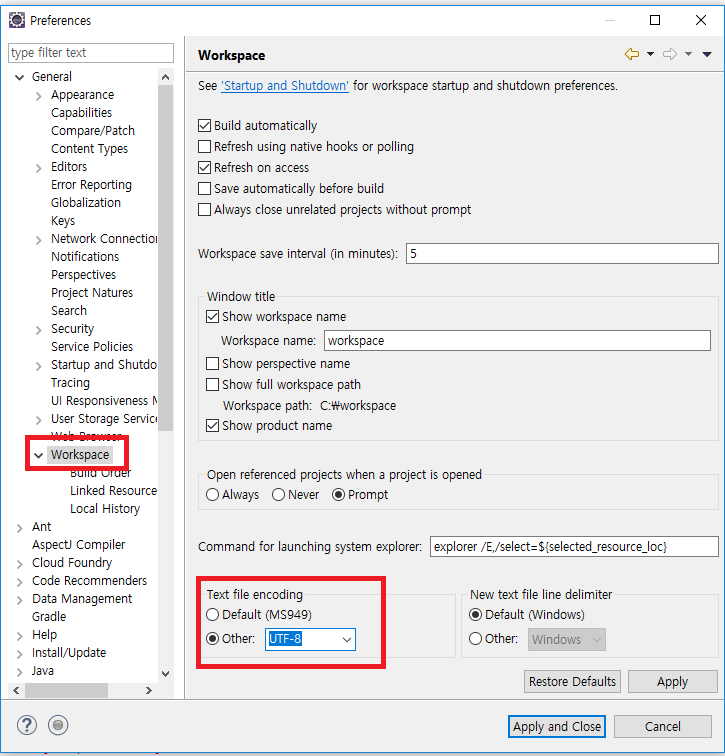 Preferences
type filter text
General
Appearance
Capabilities
Compare/Patch
Content Types
Editors
Error Reporting
Globalization
Keys
Network Connection
Notifications
Perspectives
Project Natures
Search
Security
Service Policies
Startup and Shutdo
Tracing
UI Responsiveness M
User Storage Service
Web Browser
Workspace
Build Order
Linked Resource
Local History
Ant
AspectJ Compiler
Cloud Foundry
Code Recommenders
Data Management
Gradle
Help
Install/Update
Java
Workspace
See 'Startup and Shutdown' for workspace startup and shutdown preferences.
Build automatically
Refresh using native hooks or polling
Refresh on access
Save automatically before build
Always close unrelated projects without prompt
Workspace save interval (in minutes): 5
Window title
Show workspace name
Workspace name: workspace
Show perspective name
Show full workspace path
Workspace path: C:₩workspace
Show product name
Open referenced projects when a project is opened
Always Never Prompt
Command for launching system explorer: explorer /E,/select=${selected_resource_loc}
Text file encoding
Default (MS949)
Other: UTF-8
New text file line delimiter
Default (Windows)
Other: Windows
Restore Defaults Apply
Apply and Close Cancel